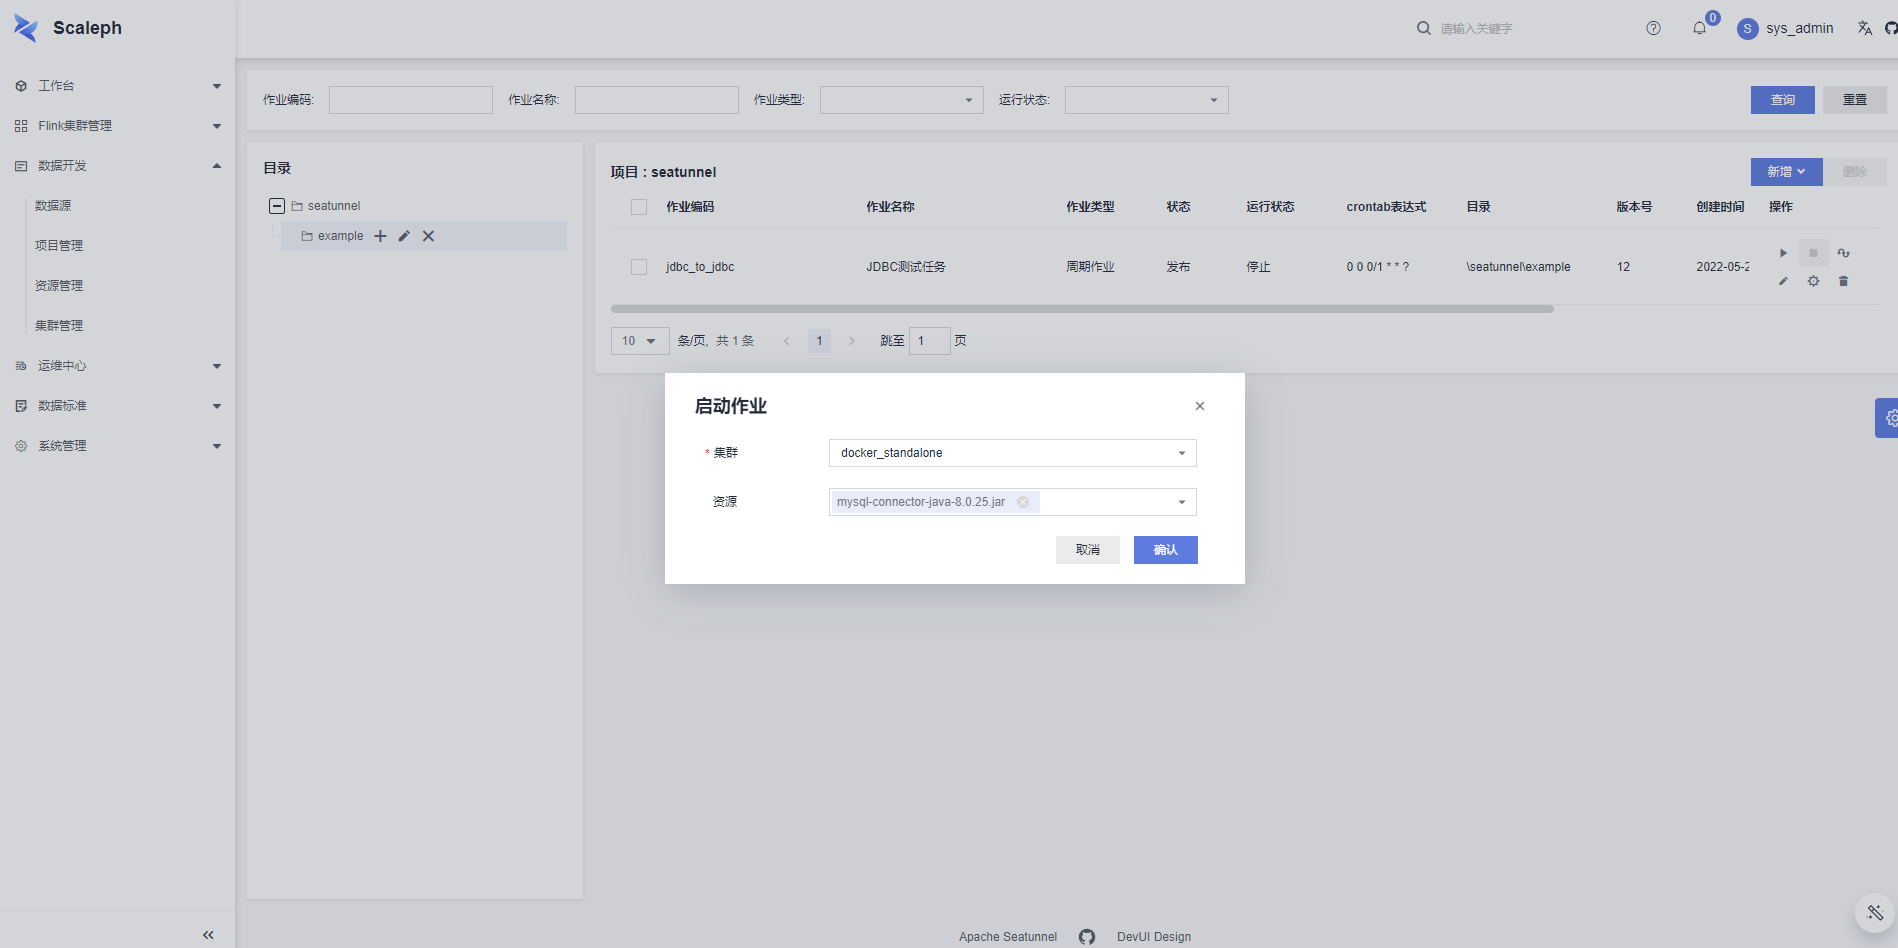 Scaleph
请输入关键字
0
S sys_admin
工作台
Flink集群管理
数据开发
数据源
项目管理
资源管理
集群管理
运维中心
数据标准
系统管理
作业编码: 作业名称: 作业类型: 运行状态: 查询 重置
目录
seatunnel
example
项目 : seatunnel 新增 删除
作业编码 作业名称 作业类型 状态 运行状态 crontab表达式 目录 版本号 创建时间 操作
jdbc_to_jdbc JDBC测试任务 周期作业 发布 停止 0 0 0/1 * * ? \seatunnel\example 12 2022-05-2
10 条/页, 共 1 条 1 跳至 1 页
启动作业
* 集群 docker_standalone
资源 mysql-connector-java-8.0.25.jar
取消 确认
Apache Seatunnel DevUI Design